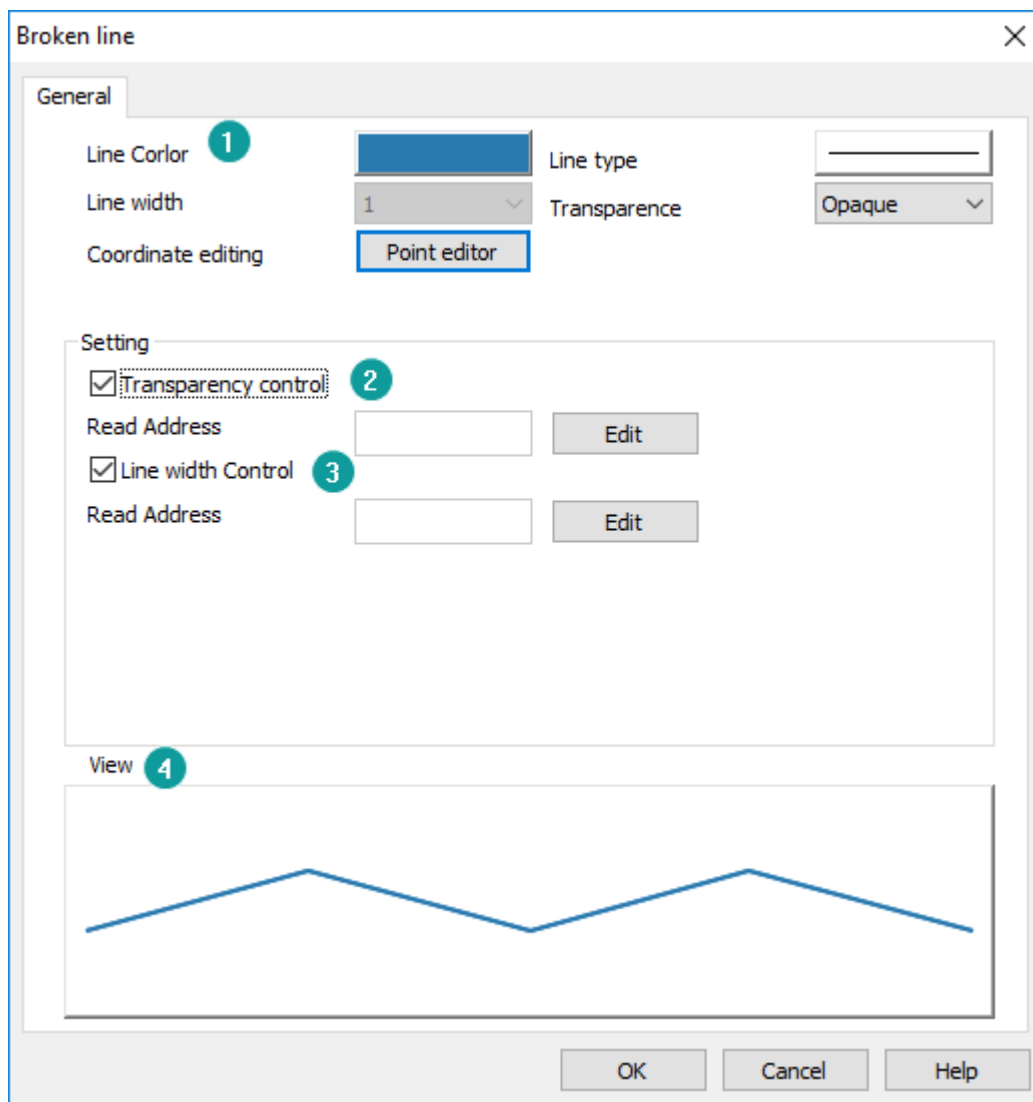 Broken line
General
Line Corlor 1 Line type
Line width 1 Transparence Opaque
Coordinate editing Point editor
Setting
Transparency control 2
Read Address Edit
Line width Control 3
Read Address Edit
View 4
OK Cancel Help